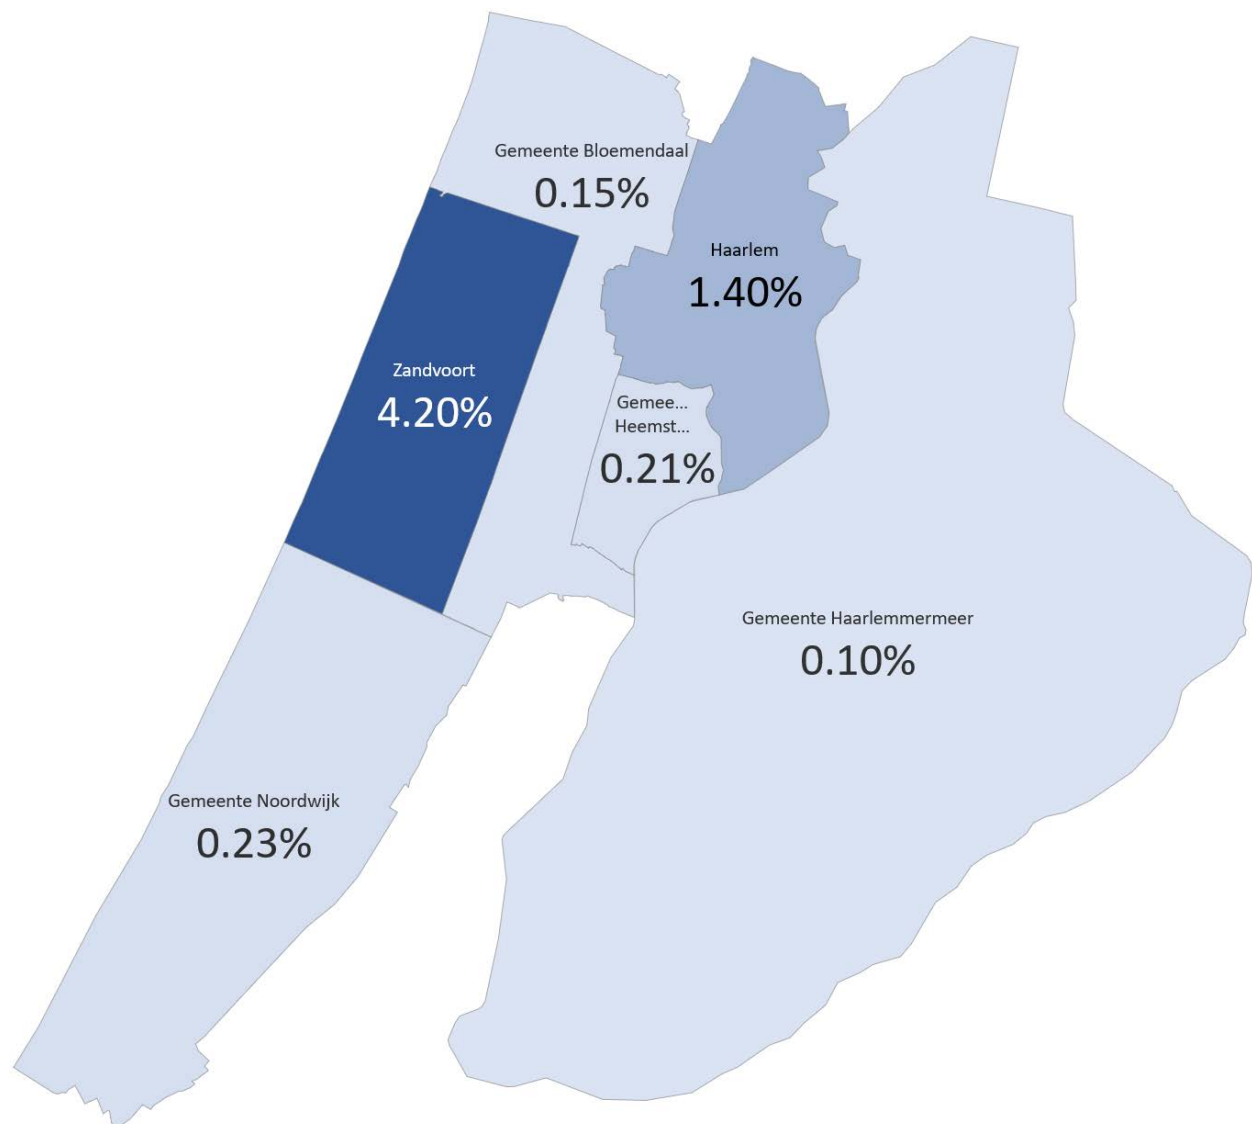 Gemeente Bloemendaal
0.15%
Haarlem
1.40%
Zandvoort
4.20%
Gemee...
Heemst...
0.21%
Gemeente Haarlemmermeer
0.10%
Gemeente Noordwijk
0.23%